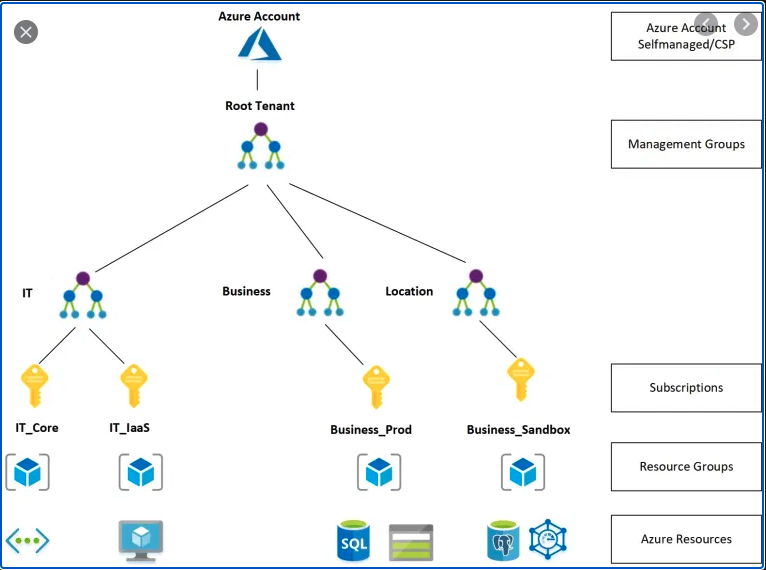 Azure Account
Azure Account
Selfmanaged/CSP
Root Tenant
Management Groups
IT
Business
Location
Subscriptions
IT_Core
IT_IaaS
Business_Prod
Business_Sandbox
Resource Groups
SQL
Azure Resources